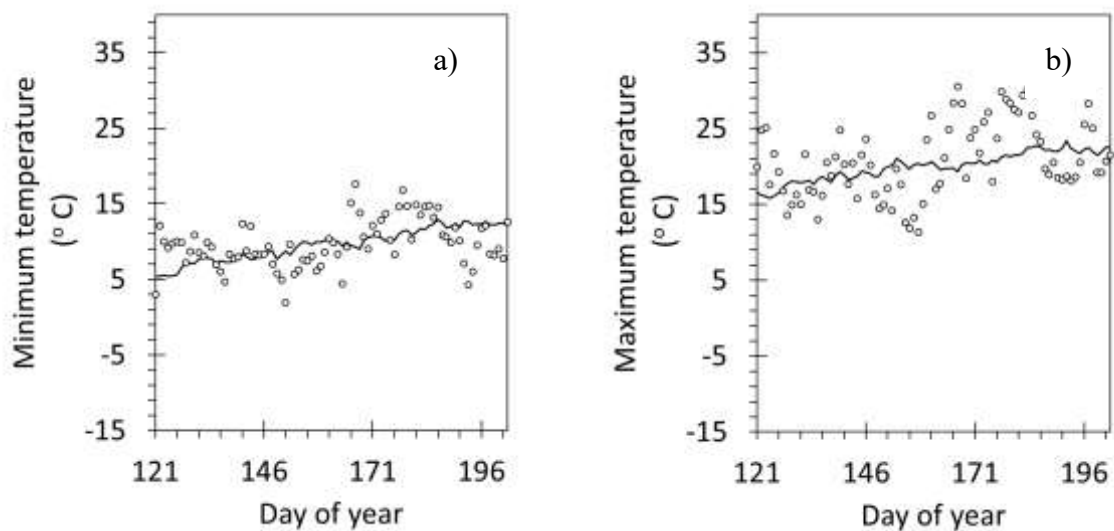 a)
Minimum temperature
(° C)
35
25
15
5
-5
-15
121 146 171 196
Day of year
b)
Maximum temperature
(° C)
35
25
15
5
-5
-15
121 146 171 196
Day of year